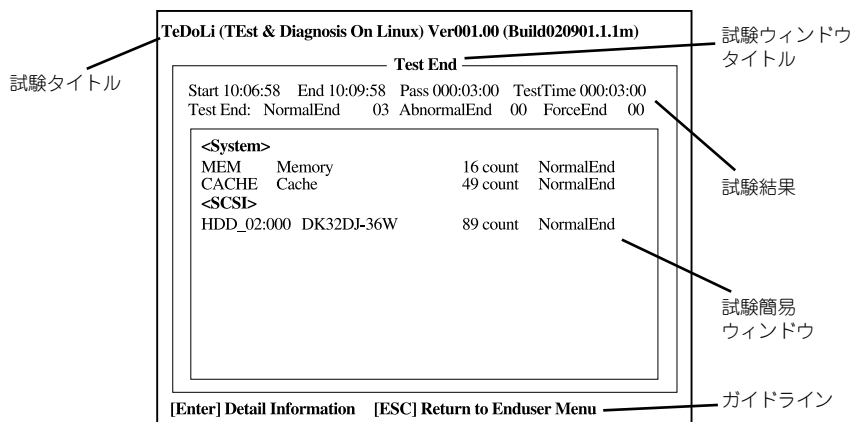 TeDoLi (TEst & Diagnosis On Linux) Ver001.00 (Build020901.1.1m)
試験ウィンドウ
タイトル
試験タイトル
Test End
Start 10:06:58 End 10:09:58 Pass 000:03:00 TestTime 000:03:00
Test End: NormalEnd 03 AbnormalEnd 00 ForceEnd 00
試験結果
<System>
MEM Memory 16 count NormalEnd
CACHE Cache 49 count NormalEnd
<SCSI>
HDD_02:000 DK32DJ-36W 89 count NormalEnd
試験簡易
ウィンドウ
[Enter] Detail Information [ESC] Return to Enduser Menu
ガイドライン